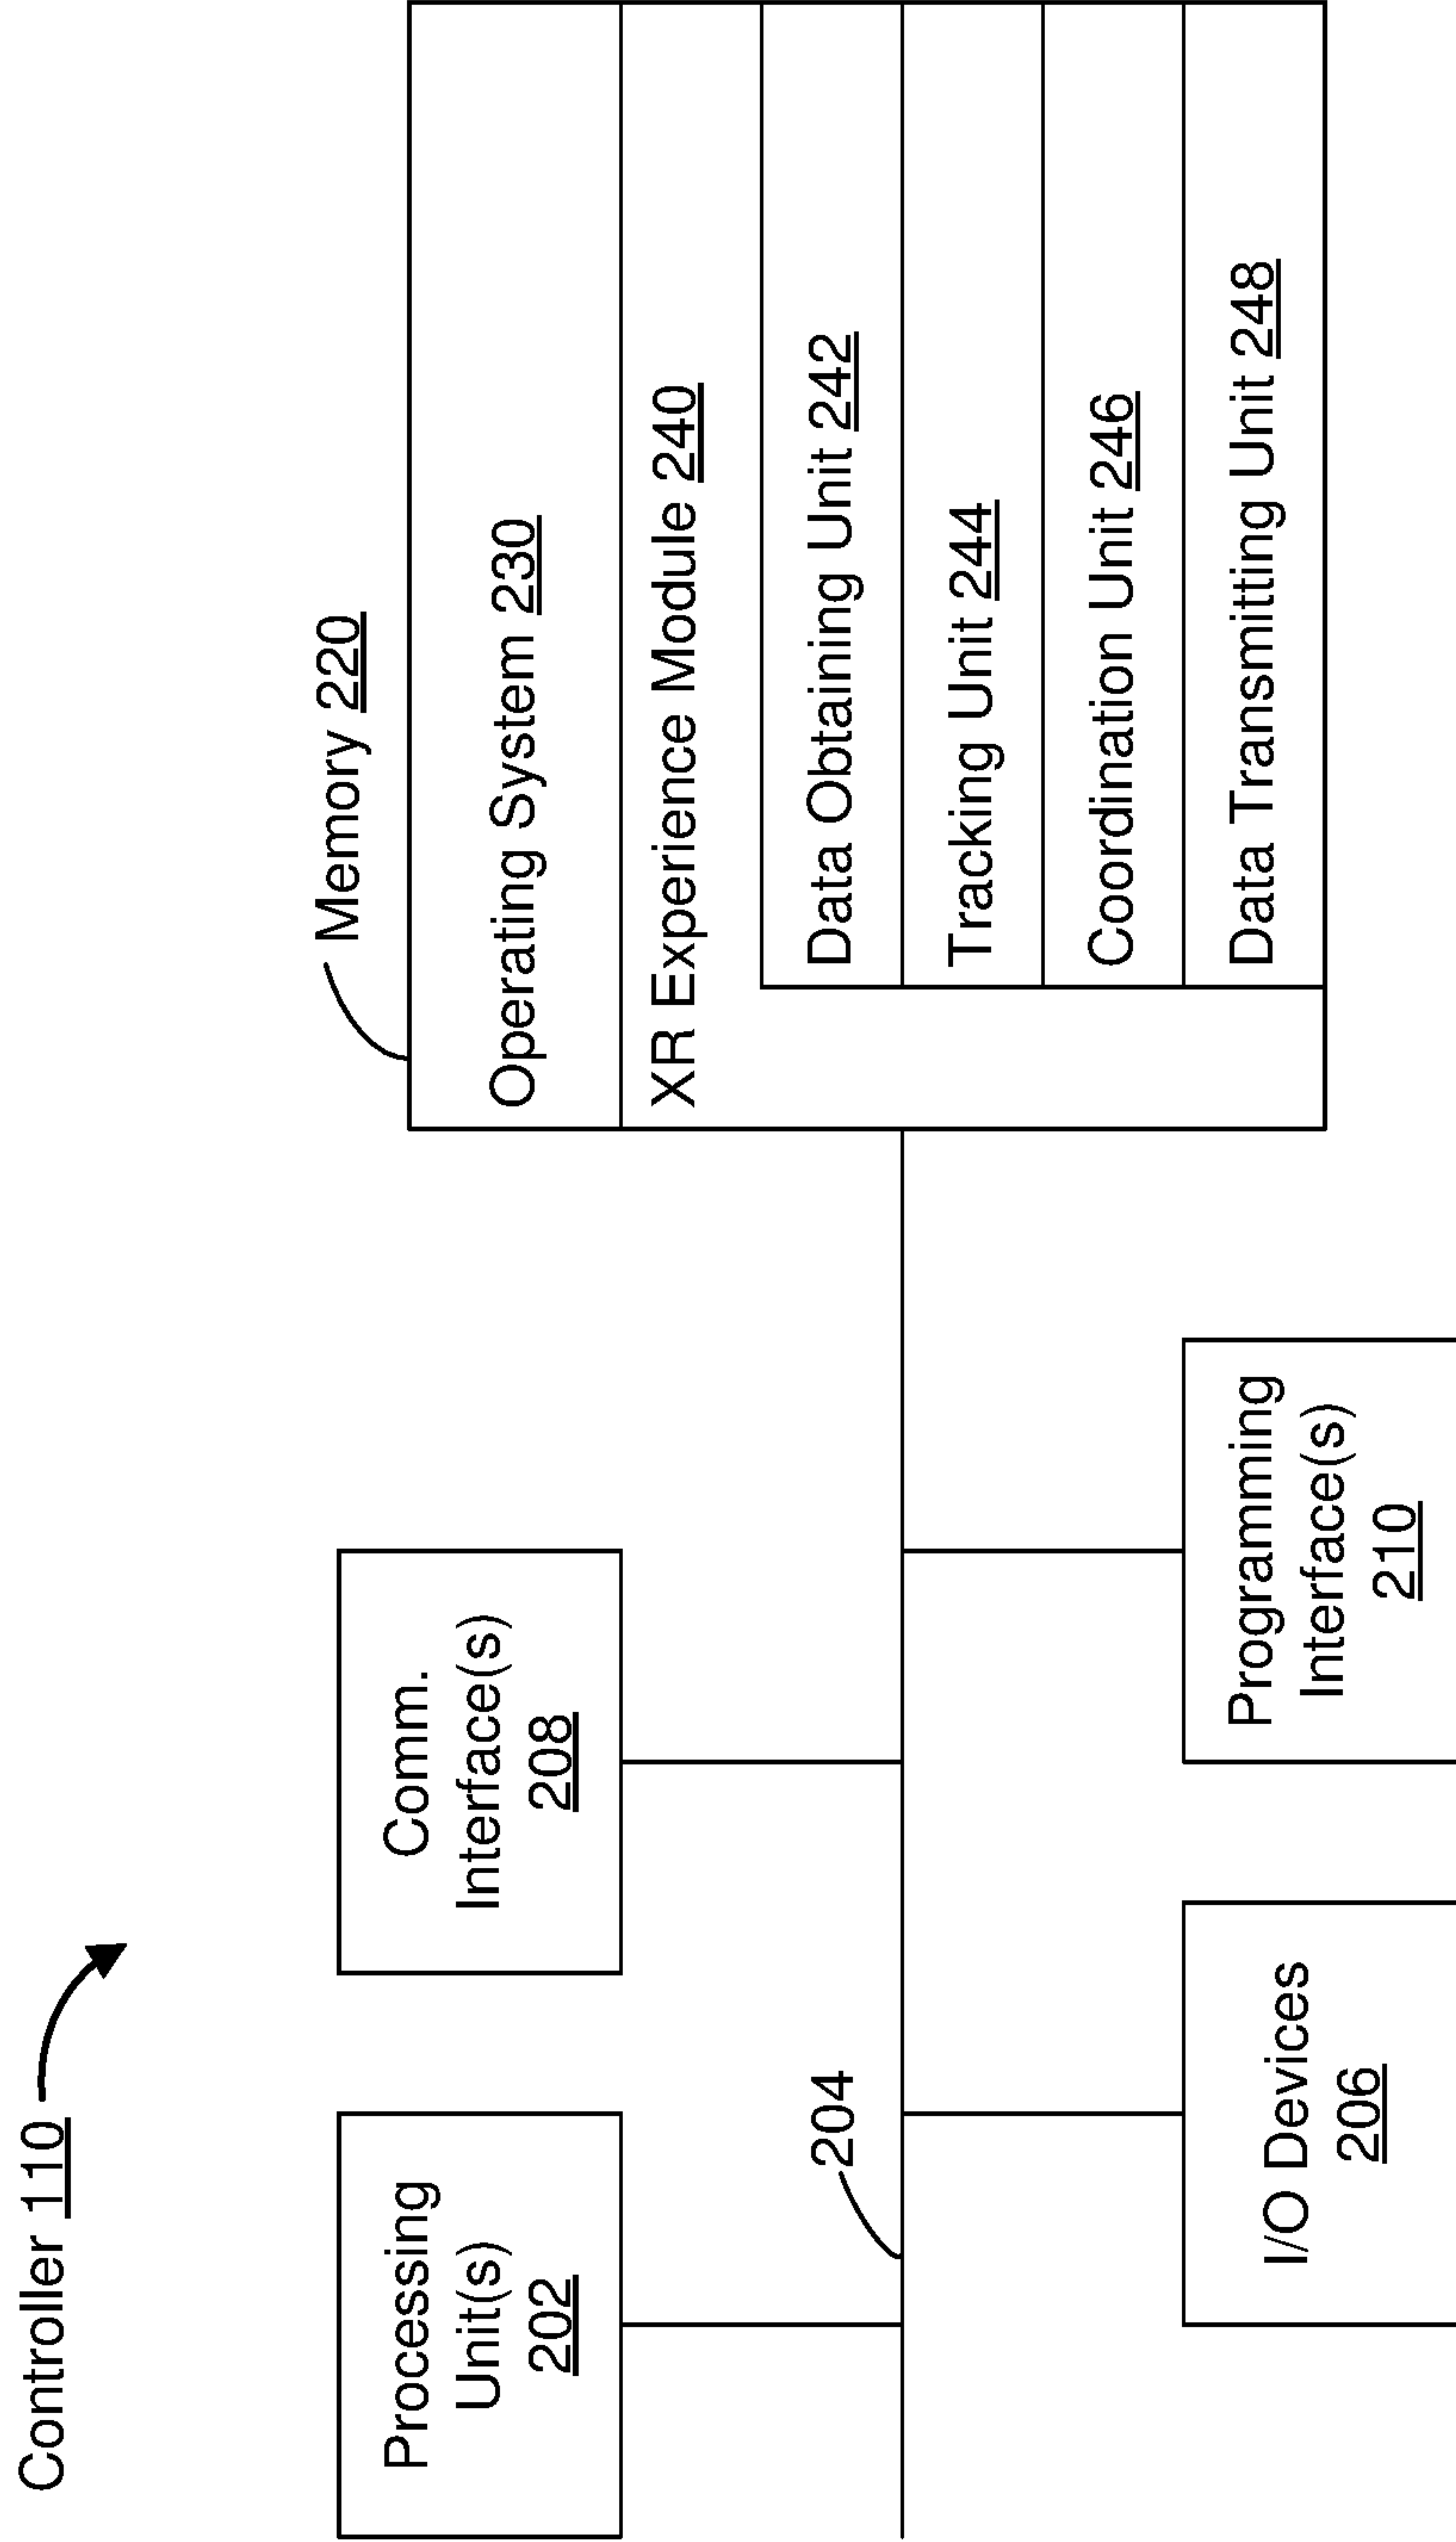 Controller 110
Processing
Unit(s)
202
Comm.
Interface(s)
208
204
I/O Devices
206
Programming
Interface(s)
210
Memory 220
Operating System 230
XR Experience Module 240
Data Obtaining Unit 242
Tracking Unit 244
Coordination Unit 246
Data Transmitting Unit 248